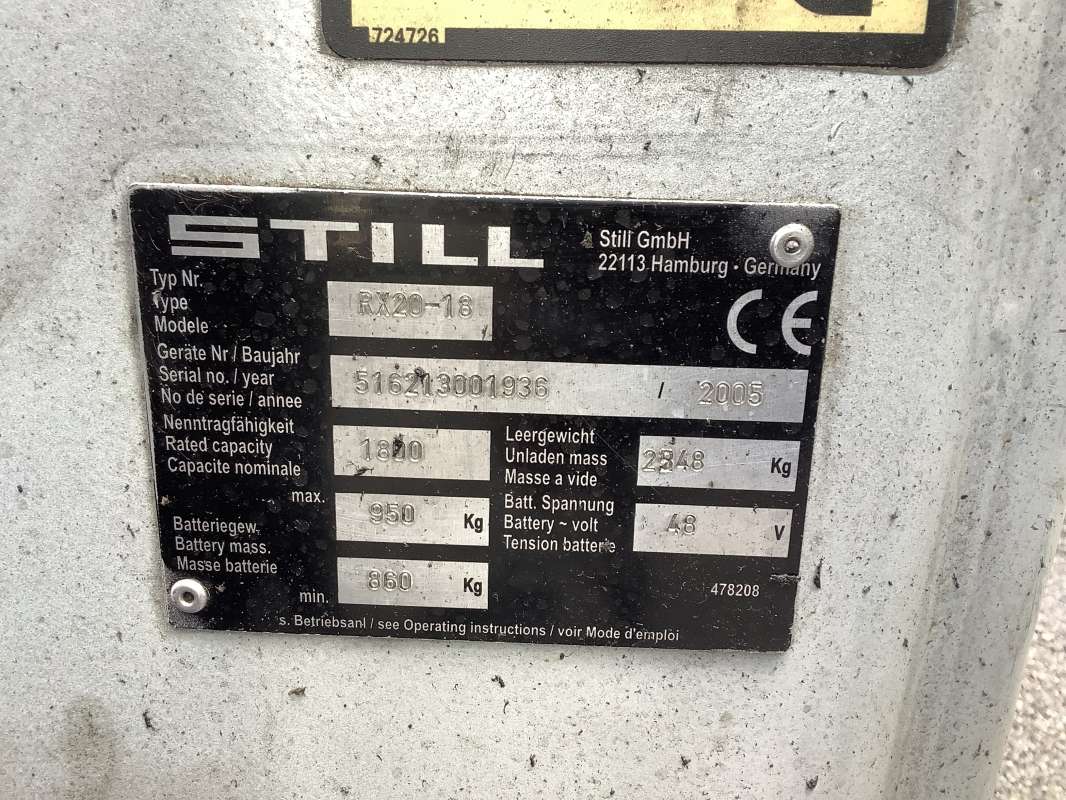 724726
STILL
Still GmbH
22113 Hamburg · Germany
CE
Typ Nr.
Type
Modele
RX20-18
Geräte Nr / Baujahr
Serial no. / year
No de serie / annee
516213001936 / 2005
Nenntragfähigkeit
Rated capacity
Capacite nominale
1800
Leergewicht
Unladen mass
Masse a vide
Kg
Batteriegew.
Battery mass.
Masse batterie
max.
950 Kg
min.
860 Kg
Batt. Spannung
Battery ~ volt
Tension batterie
48 V
478208
s. Betriebsanl / see Operating instructions / voir Mode d'emploi